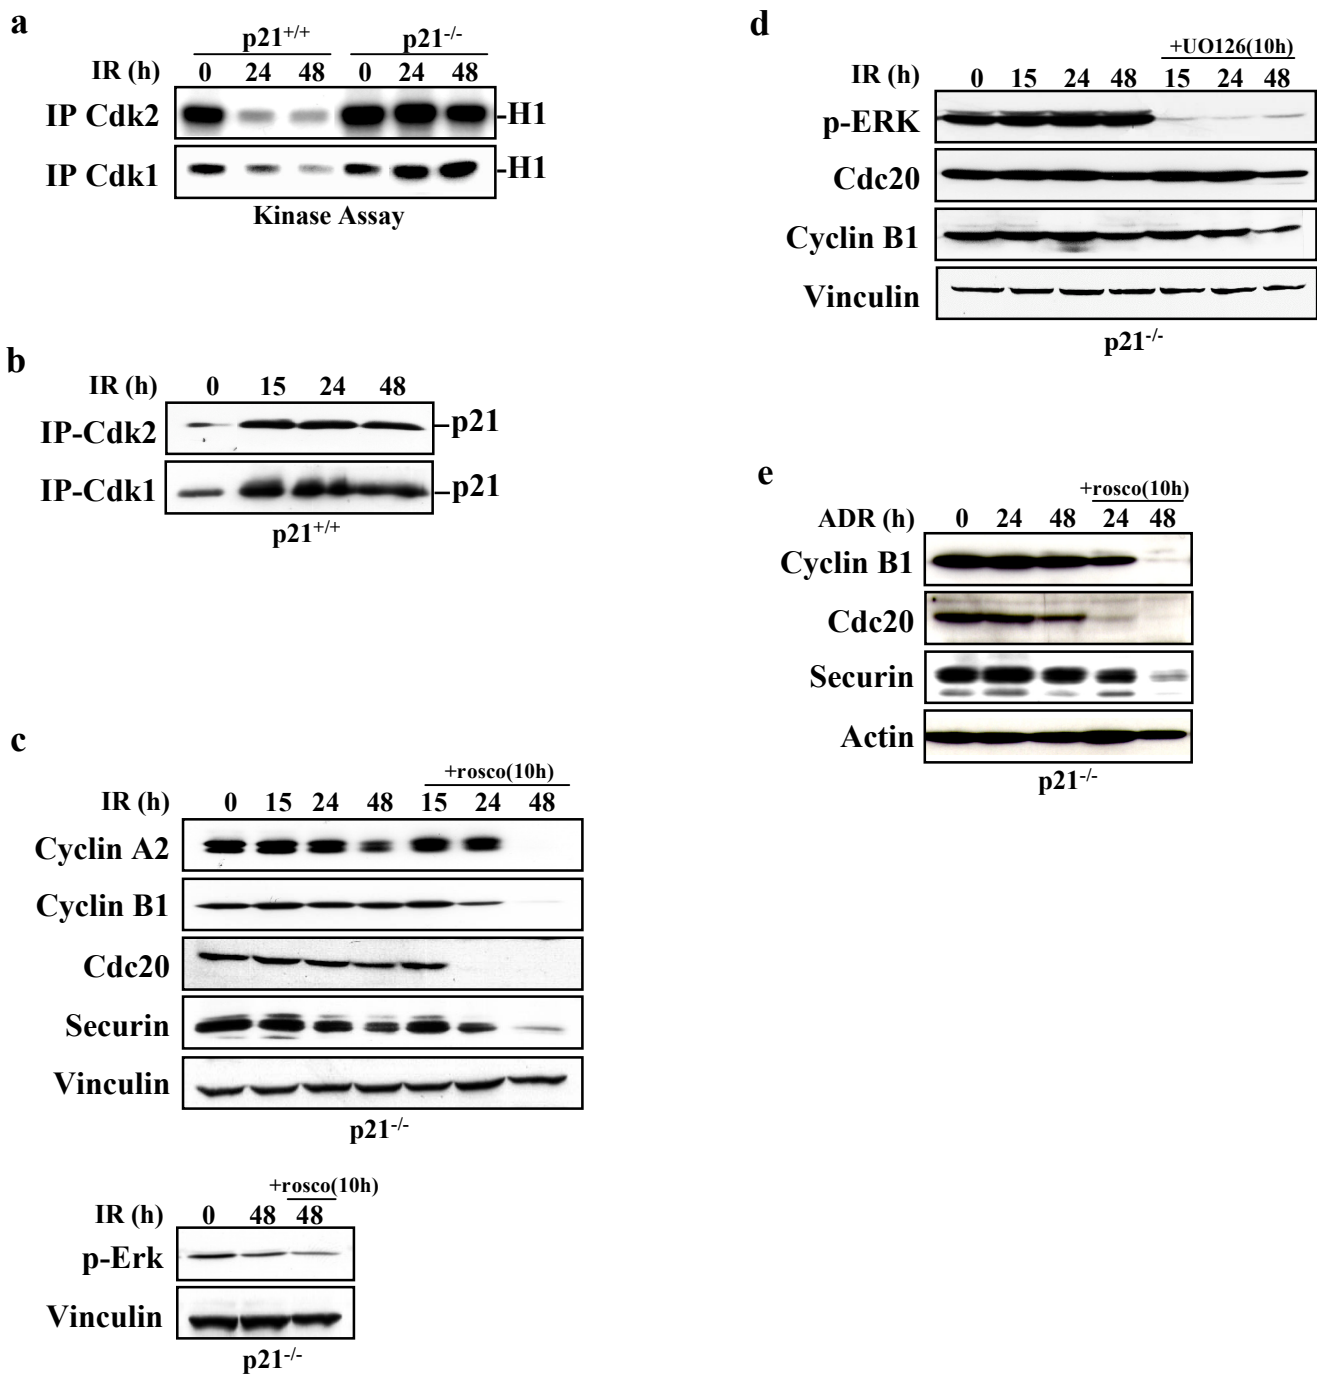 a
p21+/+ p21-/-
IR (h) 0 24 48 0 24 48
IP Cdk2 -H1
IP Cdk1 -H1
Kinase Assay
b
IR (h) 0 15 24 48
IP-Cdk2 -p21
IP-Cdk1 -p21
p21+/+
c
+rosco(10h)
IR (h) 0 15 24 48 15 24 48
Cyclin A2
Cyclin B1
Cdc20
Securin
Vinculin
p21-/-
+rosco(10h)
IR (h) 0 48 48
p-Erk
Vinculin
p21-/-
d
+UO126(10h)
IR (h) 0 15 24 48 15 24 48
p-ERK
Cdc20
Cyclin B1
Vinculin
p21-/-
e
+rosco(10h)
ADR (h) 0 24 48 24 48
Cyclin B1
Cdc20
Securin
Actin
p21-/-